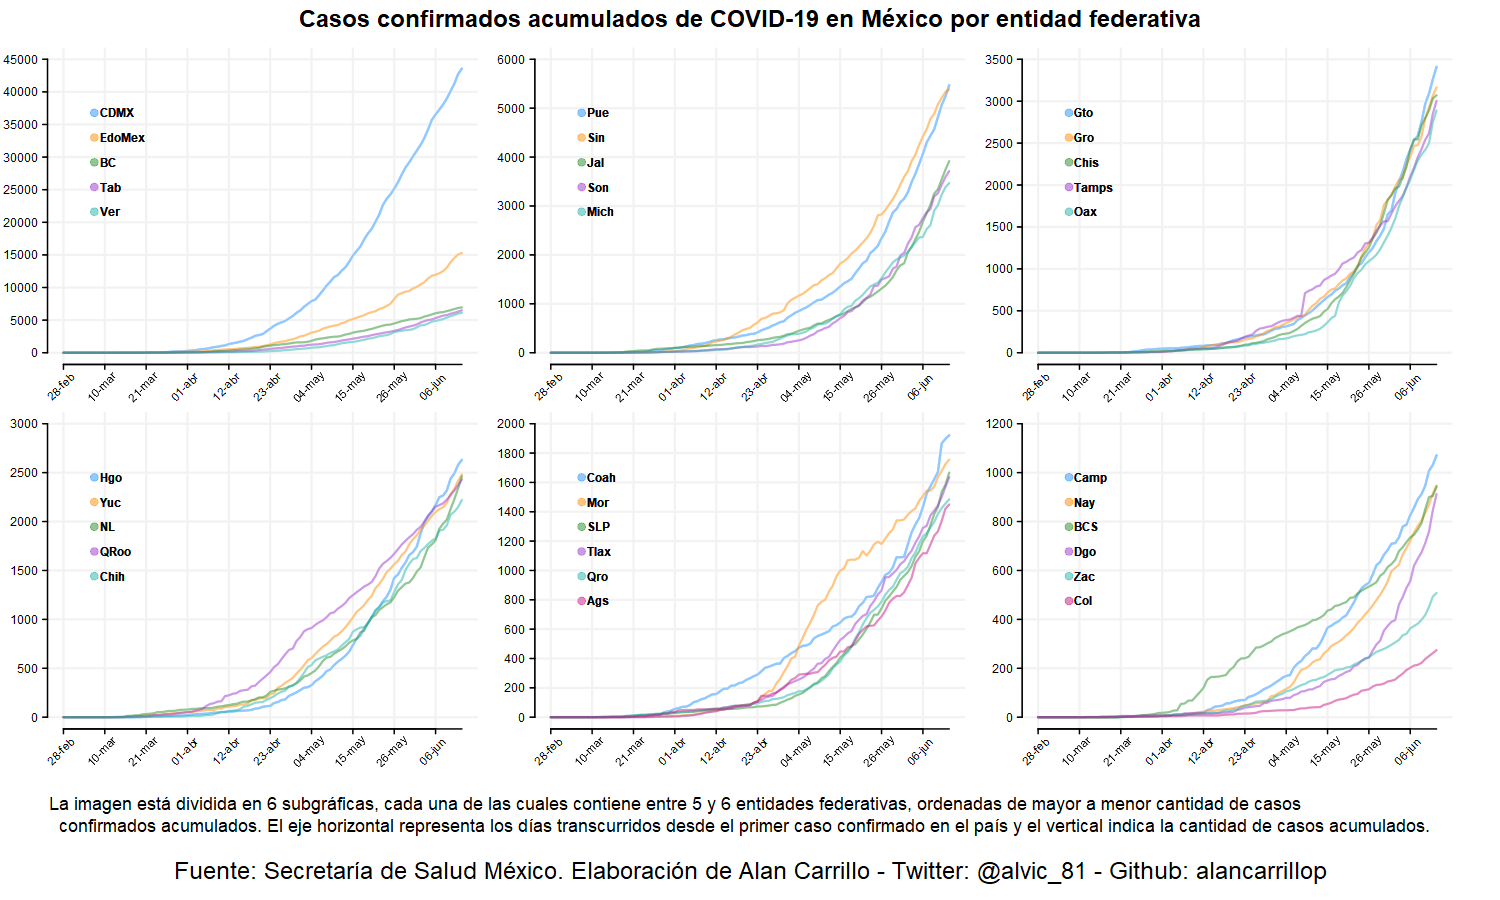 Casos confirmados acumulados de COVID-19 en México por entidad federativa
45000
40000
35000
30000
25000
20000
15000
10000
5000
0
CDMX
EdoMex
BC
Tab
Ver
28-feb
10-mar
21-mar
01-abr
12-abr
23-abr
04-may
15-may
26-may
06-jun
6000
5000
4000
3000
2000
1000
0
Pue
Sin
Jal
Son
Mich
28-feb
10-mar
21-mar
01-abr
12-abr
23-abr
04-may
15-may
26-may
06-jun
3500
3000
2500
2000
1500
1000
500
0
Gto
Gro
Chis
Tamps
Oax
28-feb
10-mar
21-mar
01-abr
12-abr
23-abr
04-may
15-may
26-may
06-jun
3000
2500
2000
1500
1000
500
0
Hgo
Yuc
NL
QRoo
Chih
28-feb
10-mar
21-mar
01-abr
12-abr
23-abr
04-may
15-may
26-may
06-jun
2000
1800
1600
1400
1200
1000
800
600
400
200
0
Coah
Mor
SLP
Tlax
Qro
Ags
28-feb
10-mar
21-mar
01-abr
12-abr
23-abr
04-may
15-may
26-may
06-jun
1200
1000
800
600
400
200
0
Camp
Nay
BCS
Dgo
Zac
Col
28-feb
10-mar
21-mar
01-abr
12-abr
23-abr
04-may
15-may
26-may
06-jun
La imagen está dividida en 6 subgráficas, cada una de las cuales contiene entre 5 y 6 entidades federativas, ordenadas de mayor a menor cantidad de casos
confirmados acumulados. El eje horizontal representa los días transcurridos desde el primer caso confirmado en el país y el vertical indica la cantidad de casos acumulados.
Fuente: Secretaría de Salud México. Elaboración de Alan Carrillo - Twitter: @alvic_81 - Github: alancarrillop